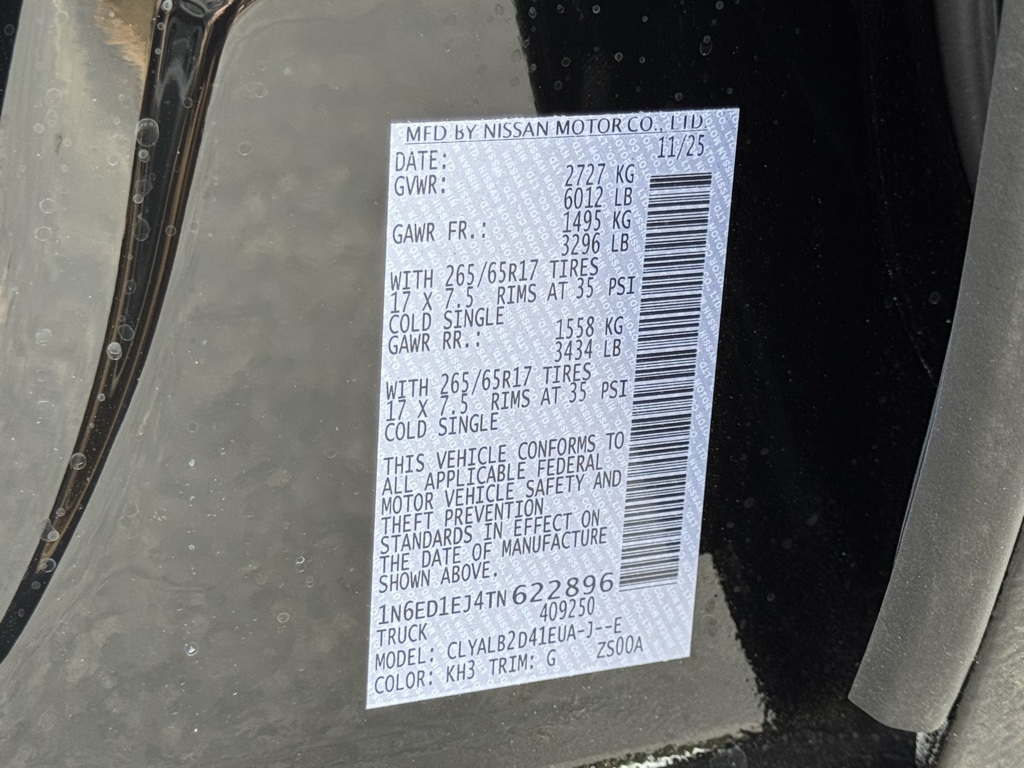 MFD BY NISSAN MOTOR CO., LTD.
DATE: 11/25
GVWR: 2727 KG
6012 LB
GAWR FR.: 1495 KG
3296 LB
WITH 265/65R17 TIRES
17 X 7.5 RIMS AT 35 PSI
COLD SINGLE
GAWR RR.: 1558 KG
3434 LB
WITH 265/65R17 TIRES
17 X 7.5 RIMS AT 35 PSI
COLD SINGLE
THIS VEHICLE CONFORMS TO
ALL APPLICABLE FEDERAL
MOTOR VEHICLE SAFETY AND
THEFT PREVENTION
STANDARDS IN EFFECT ON
THE DATE OF MANUFACTURE
SHOWN ABOVE.
1N6ED1EJ4TN622896
TRUCK 409250
MODEL: CLYALB2D41EUA-J--E
COLOR: KH3 TRIM: G ZS00A